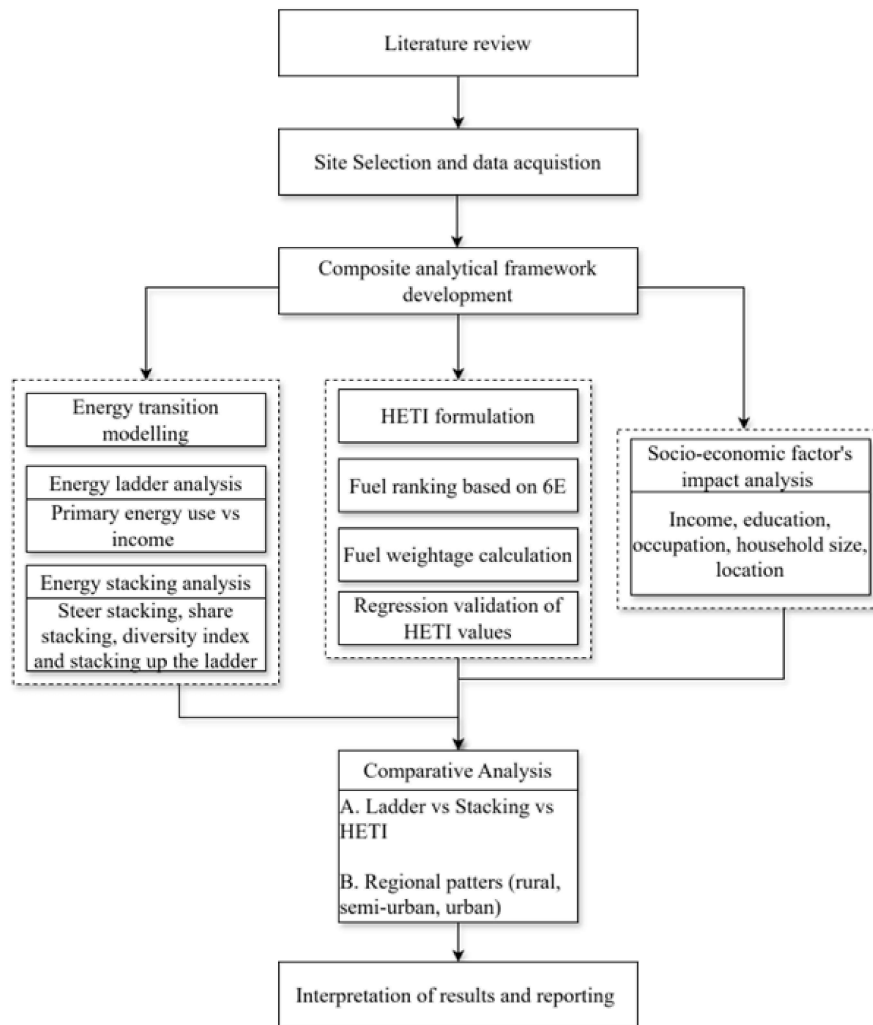 Literature review
Site Selection and data acquistion
Composite analytical framework
development
Energy transition
modelling
Energy ladder analysis
Primary energy use vs
income
Energy stacking analysis
Steer stacking, share
stacking, diversity index
and stacking up the ladder
HETI formulation
Fuel ranking based on 6E
Fuel weightage calculation
Regression validation of
HETI values
Socio-economic factor's
impact analysis
Income, education,
occupation, household size,
location
Comparative Analysis
A. Ladder vs Stacking vs
HETI
B. Regional patters (rural,
semi-urban, urban)
Interpretation of results and reporting